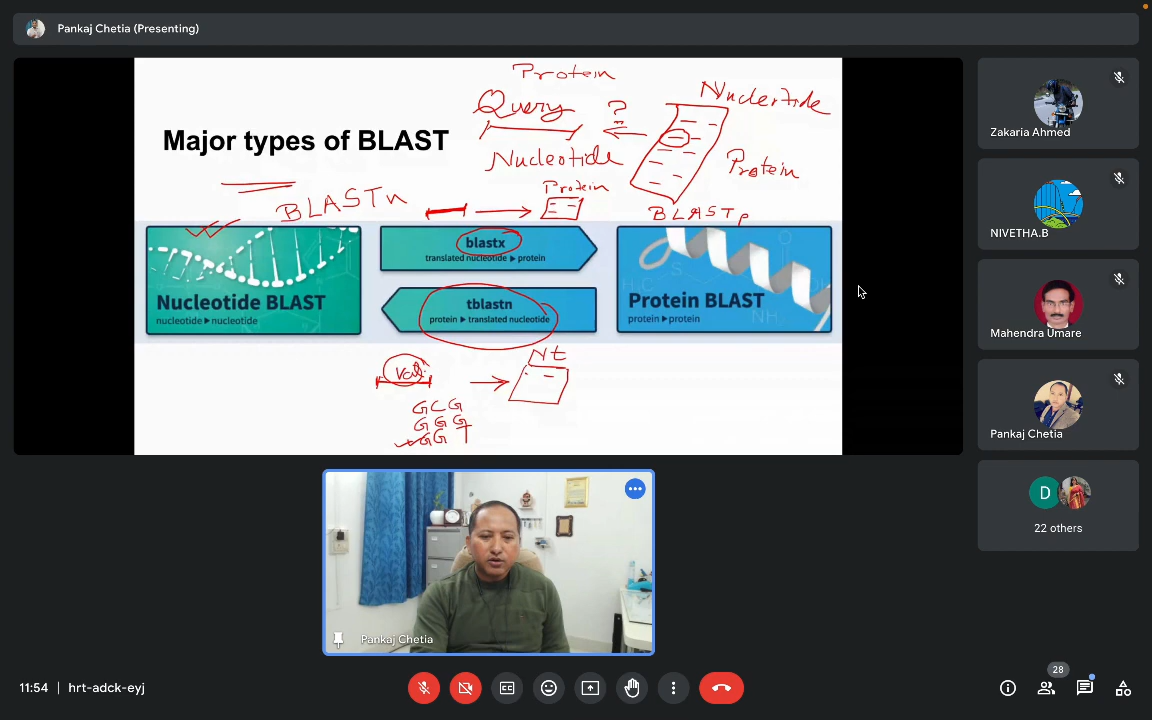 Pankaj Chetia (Presenting)
Protein
Query
?
Nucleotide
Major types of BLAST
Nucleotide
Protein
Protein
BLASTn
BLASTp
Nucleotide BLAST
nucleotide ▶ nucleotide
blastx
translated nucleotide ▶ protein
tblastn
protein ▶ translated nucleotide
Protein BLAST
protein ▶ protein
Nt
Val
GCG
GGG
GGT
Zakaria Ahmed
NIVETHA.B
Mahendra Umare
Pankaj Chetia
D
22 others
Pankaj Chetia
11:54 | hrt-adck-eyj
28